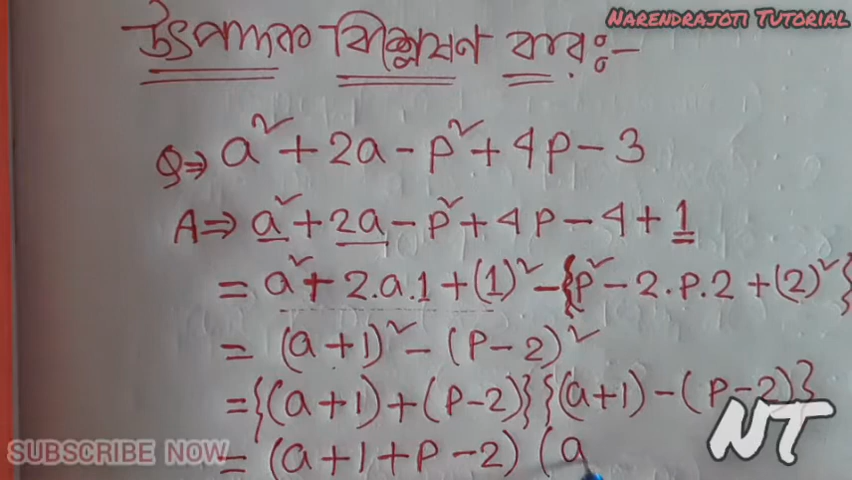 Narendrajoti Tutorial
উৎপাদক বিশ্লেষণ কর:-
Q⇒ a² + 2a - p² + 4p - 3
A⇒ a² + 2a - p² + 4p - 4 + 1
= a² + 2.a.1 + (1)² - {p² - 2.p.2 + (2)²}
= (a+1)² - (p-2)²
= {(a+1)+(p-2)} {(a+1)-(p-2)}
= (a+1+p-2) (a
NT
SUBSCRIBE NOW